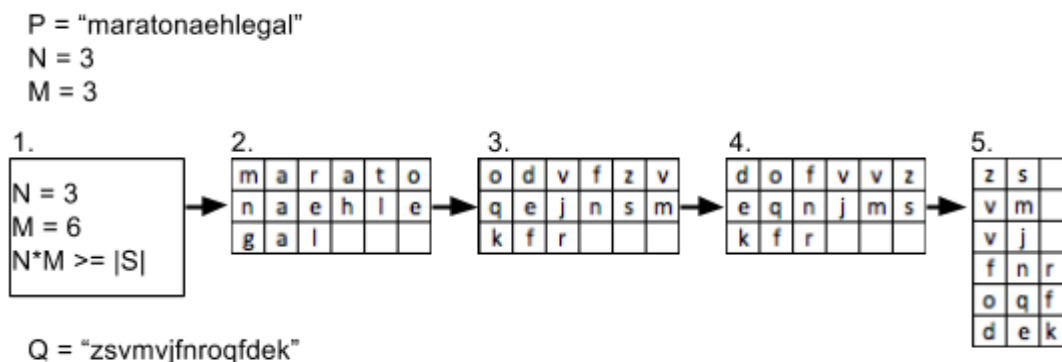 P = “maratonaehlegal”
N = 3
M = 3
1.
N = 3
M = 6
N*M >= |S|
2.
m a r a t o
n a e h l e
g a l
3.
o d v f z v
q e j n s m
k f r
4.
d o f v v z
e q n j m s
k f r
5.
z s
v m
v j
f n r
o q f
d e k
Q = “zsvmvjfnroqfdek”